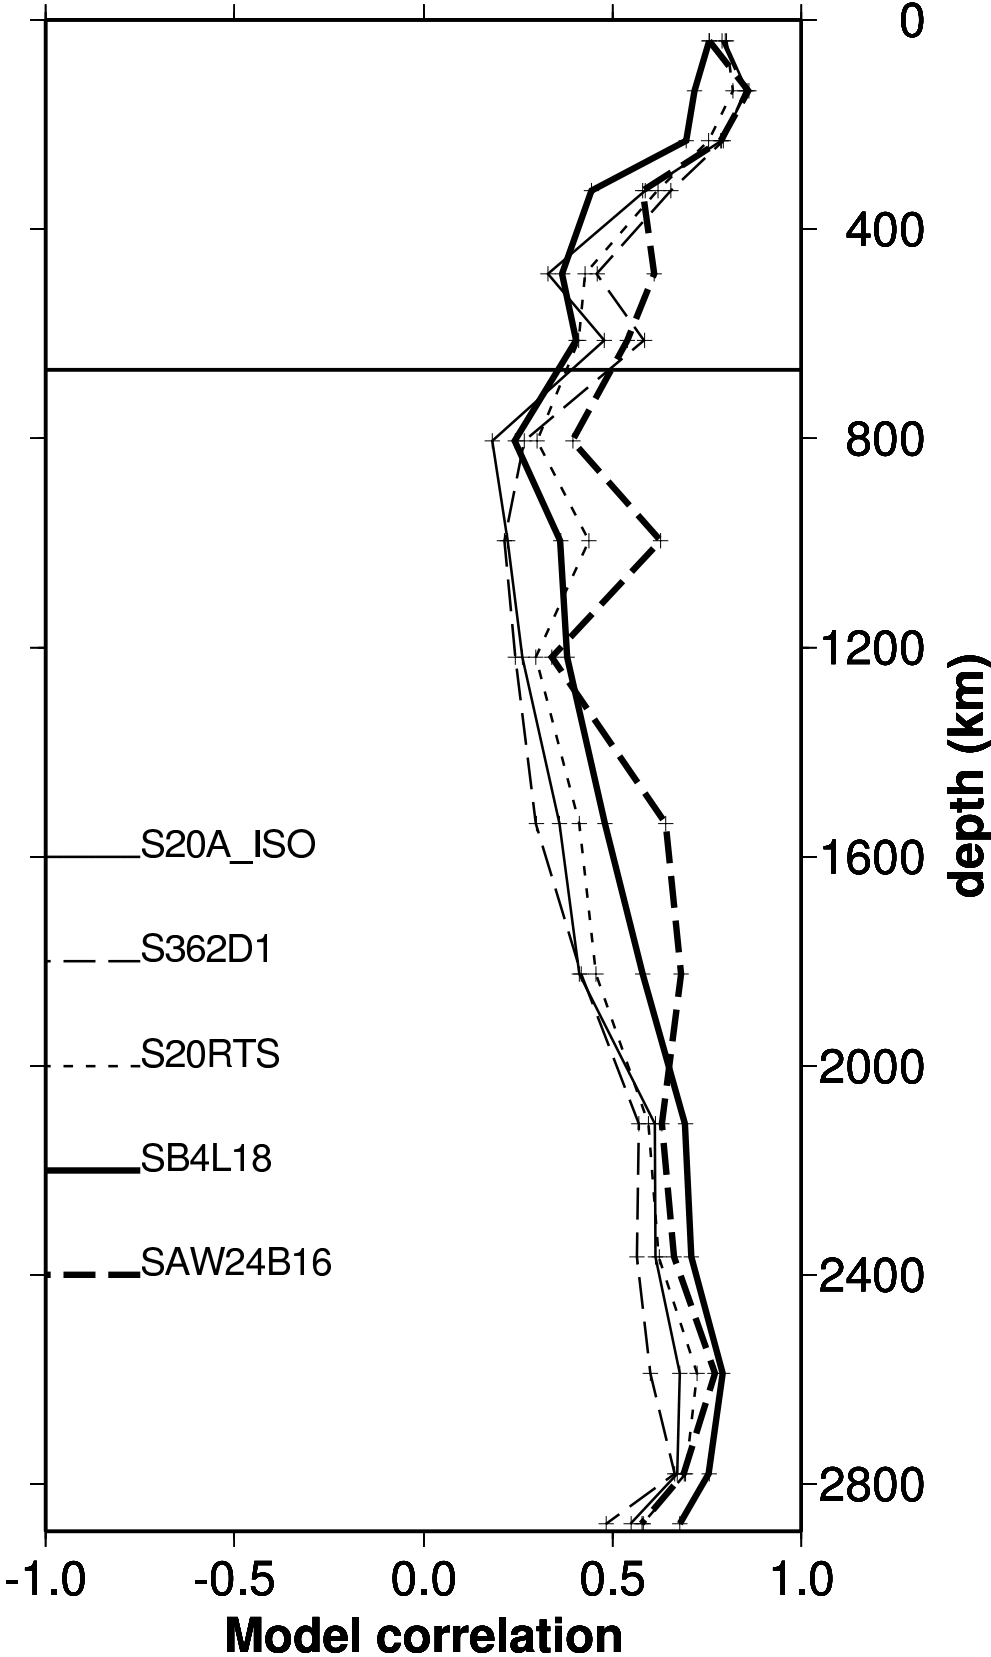 0
400
800
1200
1600
2000
2400
2800
depth (km)
S20A_ISO
S362D1
S20RTS
SB4L18
SAW24B16
-1.0 -0.5 0.0 0.5 1.0
Model correlation